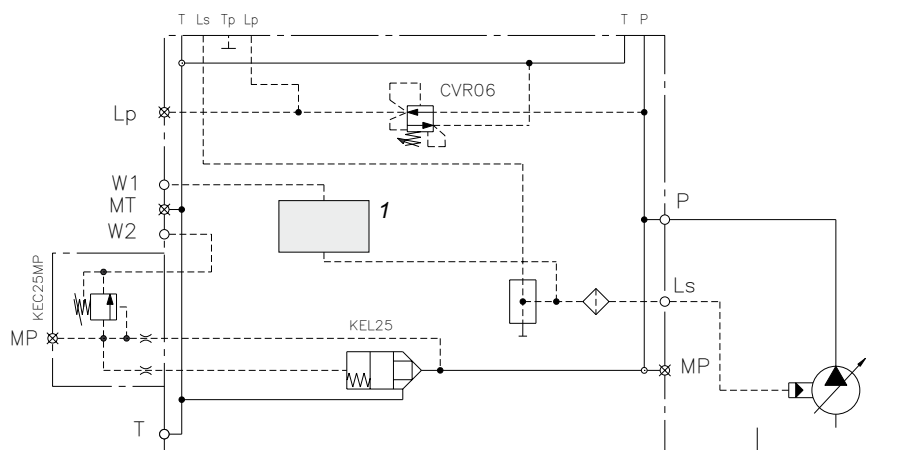 T Ls Tp Lp T P
CVR06
Lp
W1
1
MT
P
W2
KEC25MP
Ls
KEL25
MP
MP
T